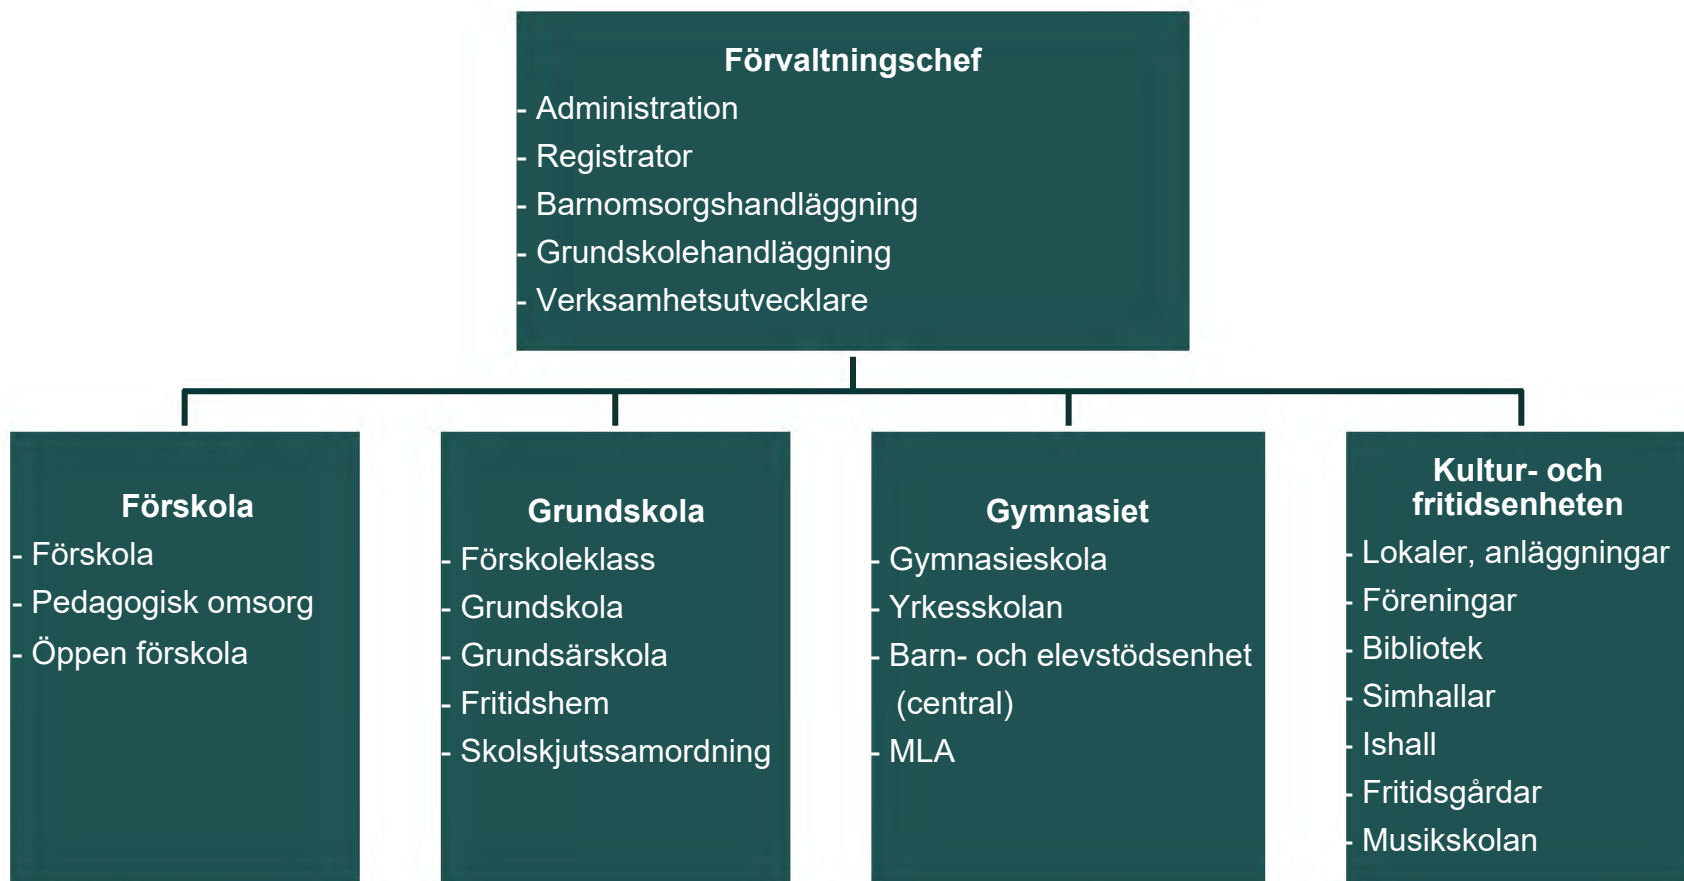 Förvaltningschef
- Administration
- Registrator
- Barnomsorgshandläggning
- Grundskolehandläggning
- Verksamhetsutvecklare
Förskola
- Förskola
- Pedagogisk omsorg
- Öppen förskola
Grundskola
- Förskoleklass
- Grundskola
- Grundsärskola
- Fritidshem
- Skolskjutssamordning
Gymnasiet
- Gymnasieskola
- Yrkesskolan
- Barn- och elevstödsenhet
(central)
- MLA
Kultur- och
fritidsenheten
- Lokaler, anläggningar
- Föreningar
- Bibliotek
- Simhallar
- Ishall
- Fritidsgårdar
- Musikskolan